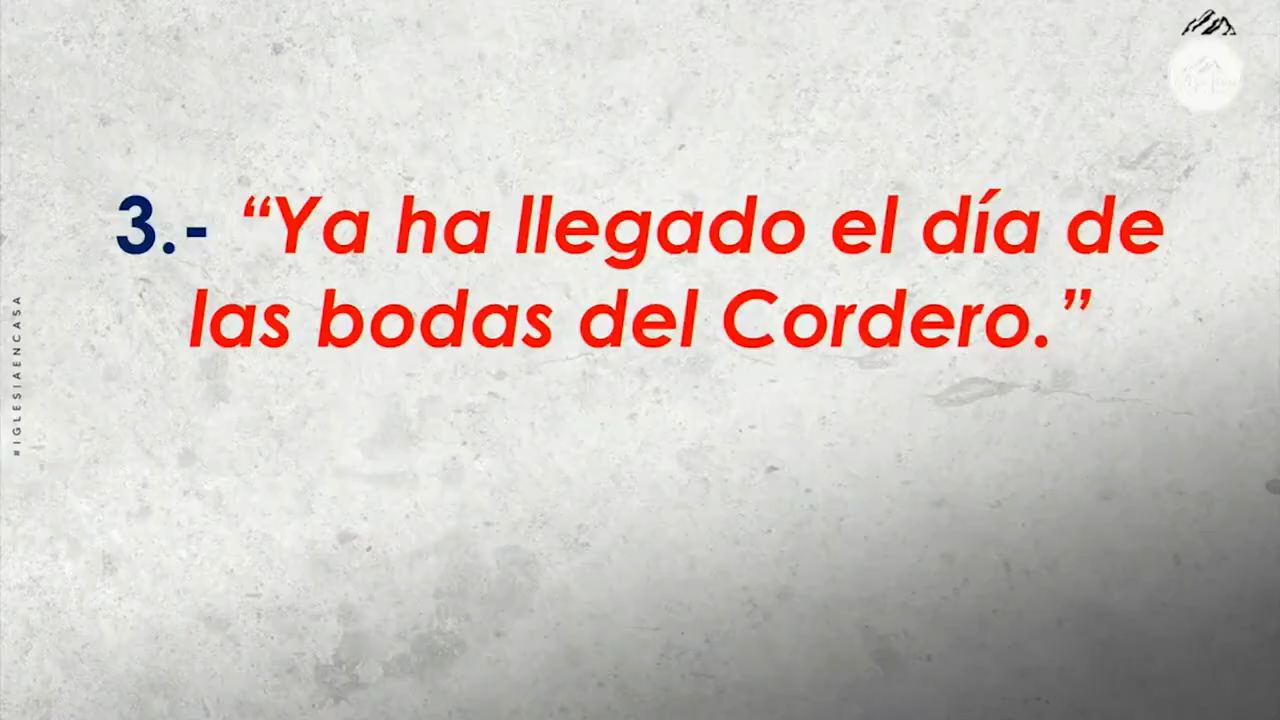 3.- “Ya ha llegado el día de
las bodas del Cordero.”
#IGLESIAENCASA